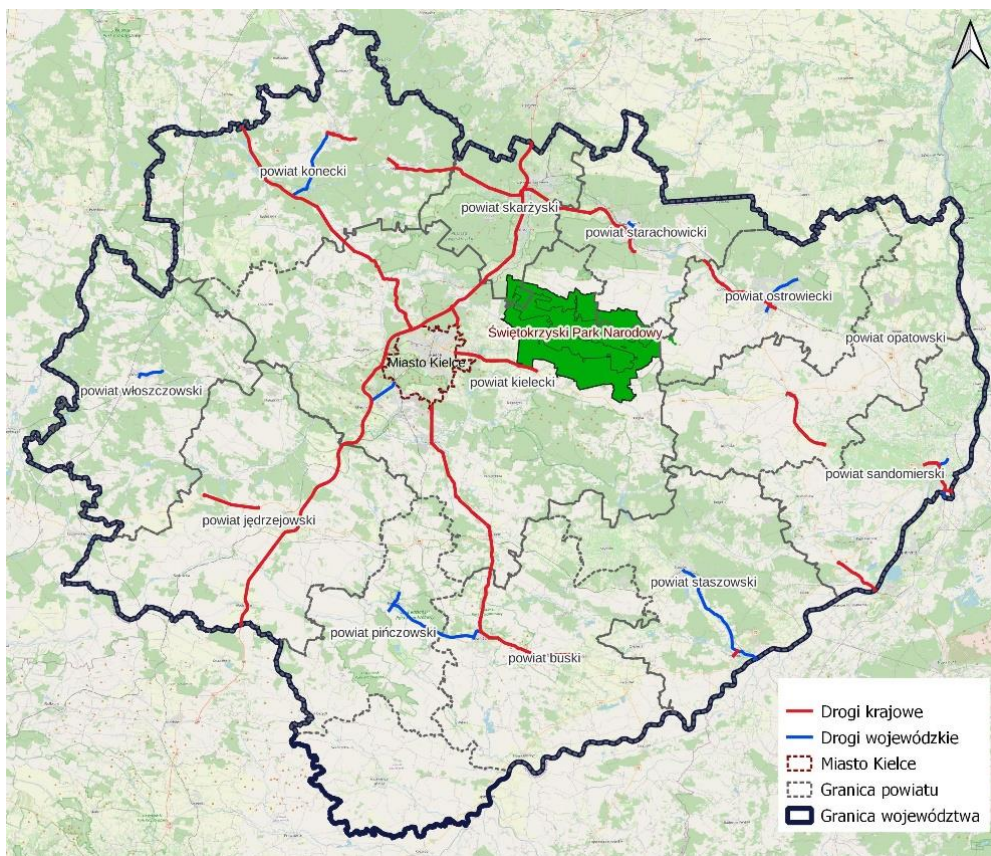 powiat konecki
powiat skarżyski
powiat starachowicki
powiat ostrowiecki
Świętokrzyski Park Narodowy
powiat opatowski
Miasto Kielce
powiat włoszczowski
powiat kielecki
powiat sandomierski
powiat jędrzejowski
powiat staszowski
powiat pińczowski
powiat buski
Drogi krajowe
Drogi wojewódzkie
Miasto Kielce
Granica powiatu
Granica województwa